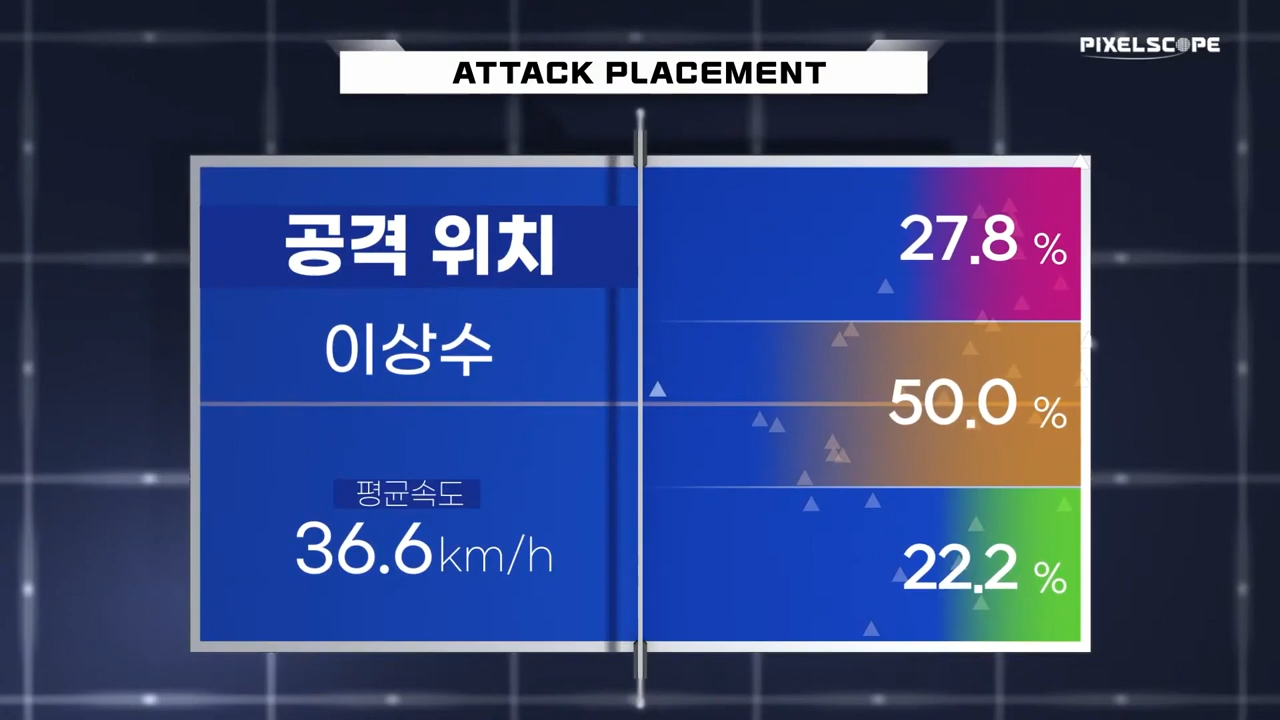 PIXELSCOPE
ATTACK PLACEMENT
공격 위치
이상수
평균속도
36.6km/h
27.8 %
50.0 %
22.2 %